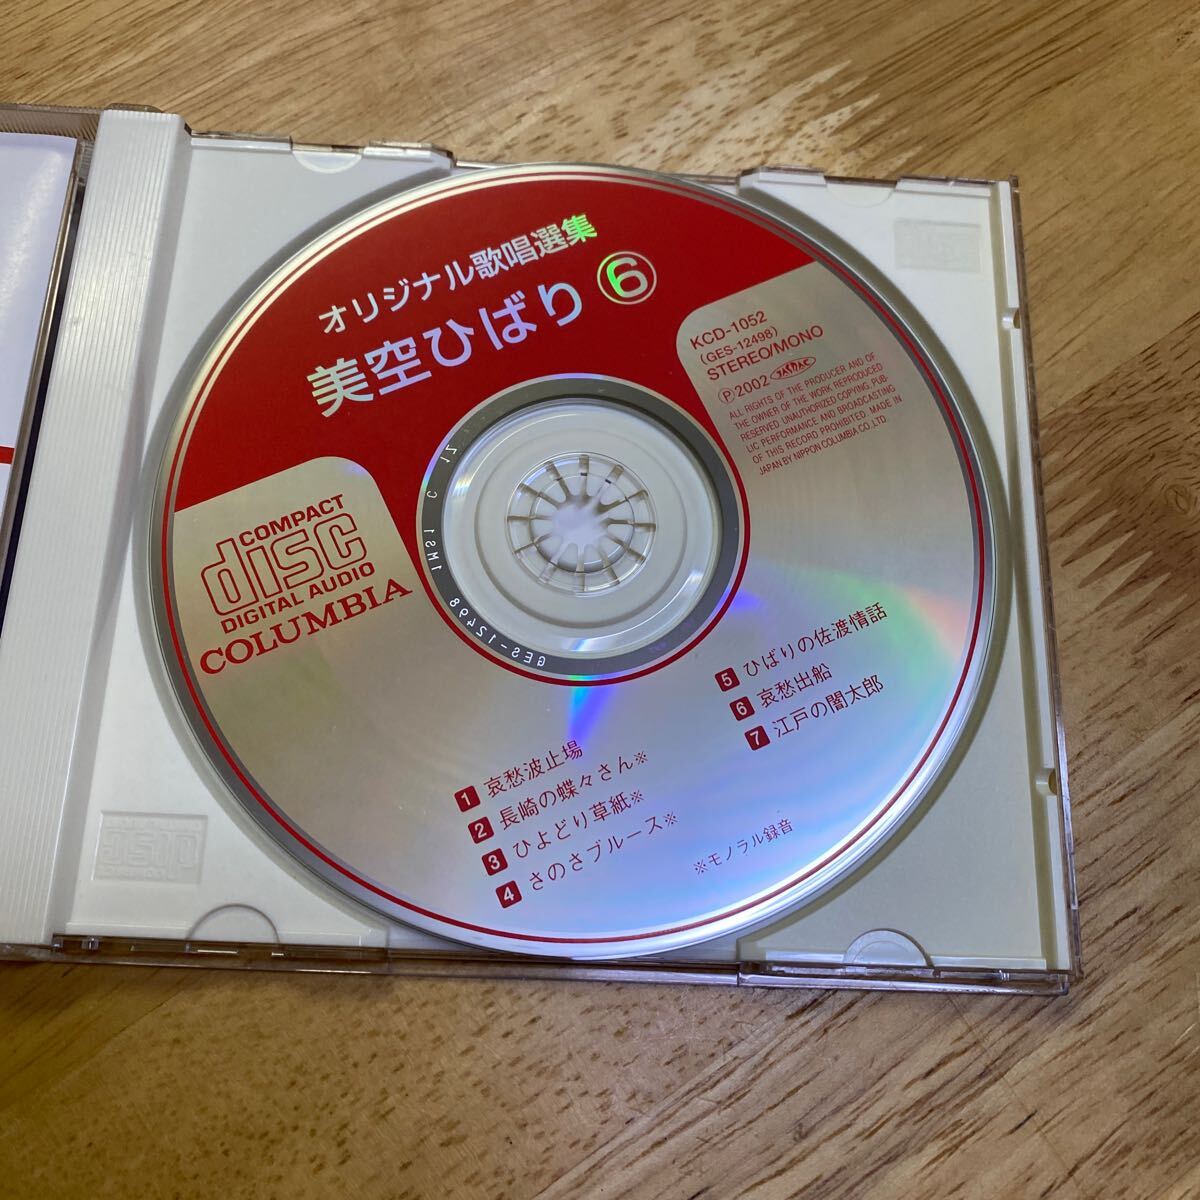 オリジナル歌唱選集
美空ひばり ⑥
KCD-1052
(GES-12498)
STEREO/MONO
Ⓟ2002 JASRAC
ALL RIGHTS OF THE PRODUCER AND OF
THE OWNER OF THE WORK REPRODUCED
RESERVED UNAUTHORIZED COPYING, PUB-
LIC PERFORMANCE AND BROADCASTING
OF THIS RECORD PROHIBITED. MADE IN
JAPAN BY NIPPON COLUMBIA CO., LTD.
COMPACT
disc
DIGITAL AUDIO
COLUMBIA
GES-12498 1MS1 C 12
1 哀愁波止場
2 長崎の蝶々さん※
3 ひよどり草紙※
4 さのさブルース※
5 ひばりの佐渡情話
6 哀愁出船
7 江戸の闇太郎
※モノラル録音